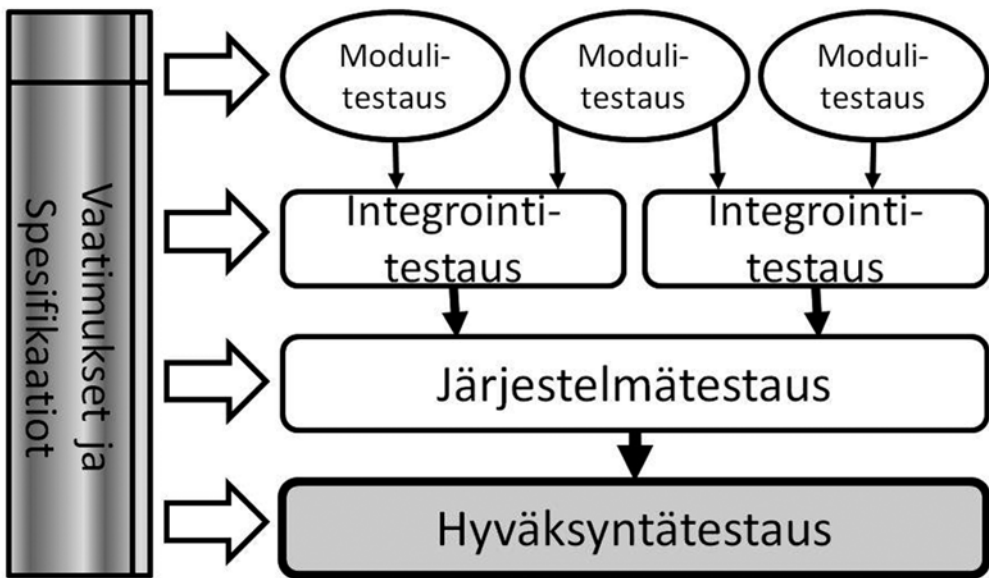 Vaatimukset ja
Spesifikaatiot
Moduli-
testaus
Moduli-
testaus
Moduli-
testaus
Integrointi-
testaus
Integrointi-
testaus
Järjestelmätestaus
Hyväksyntätestaus